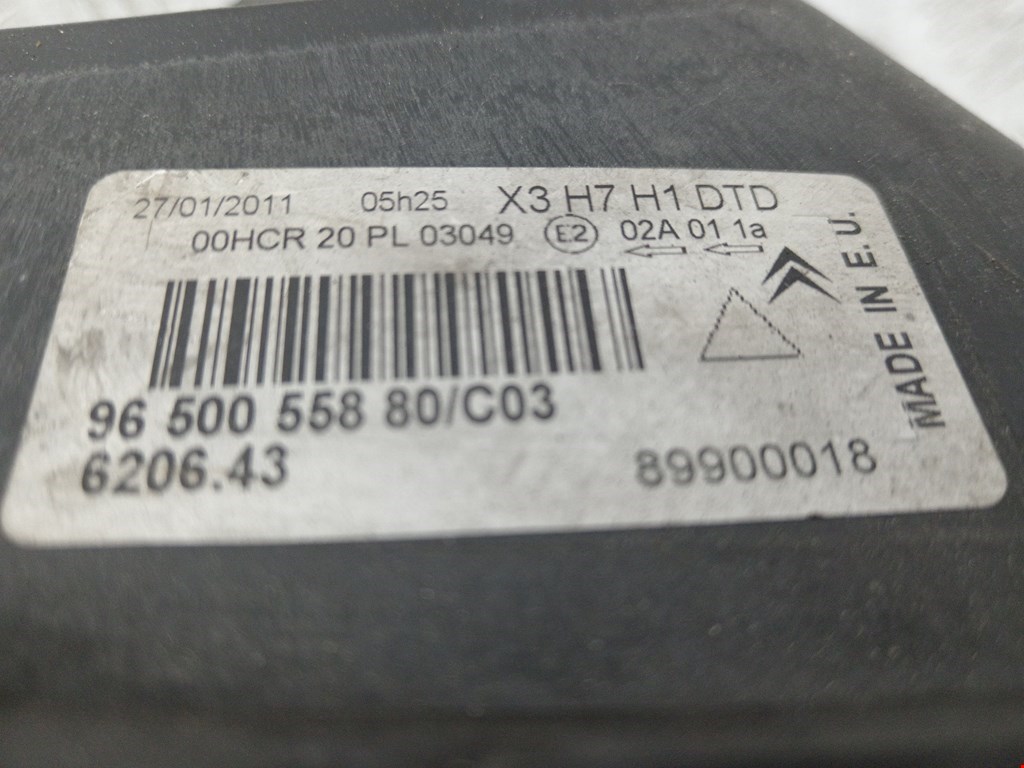 27/01/2011 05h25 X3 H7 H1 DTD
00HCR 20 PL 03049 E2 02A 01 1a
MADE IN E.U.
96 500 558 80/C03
6206.43 89900018